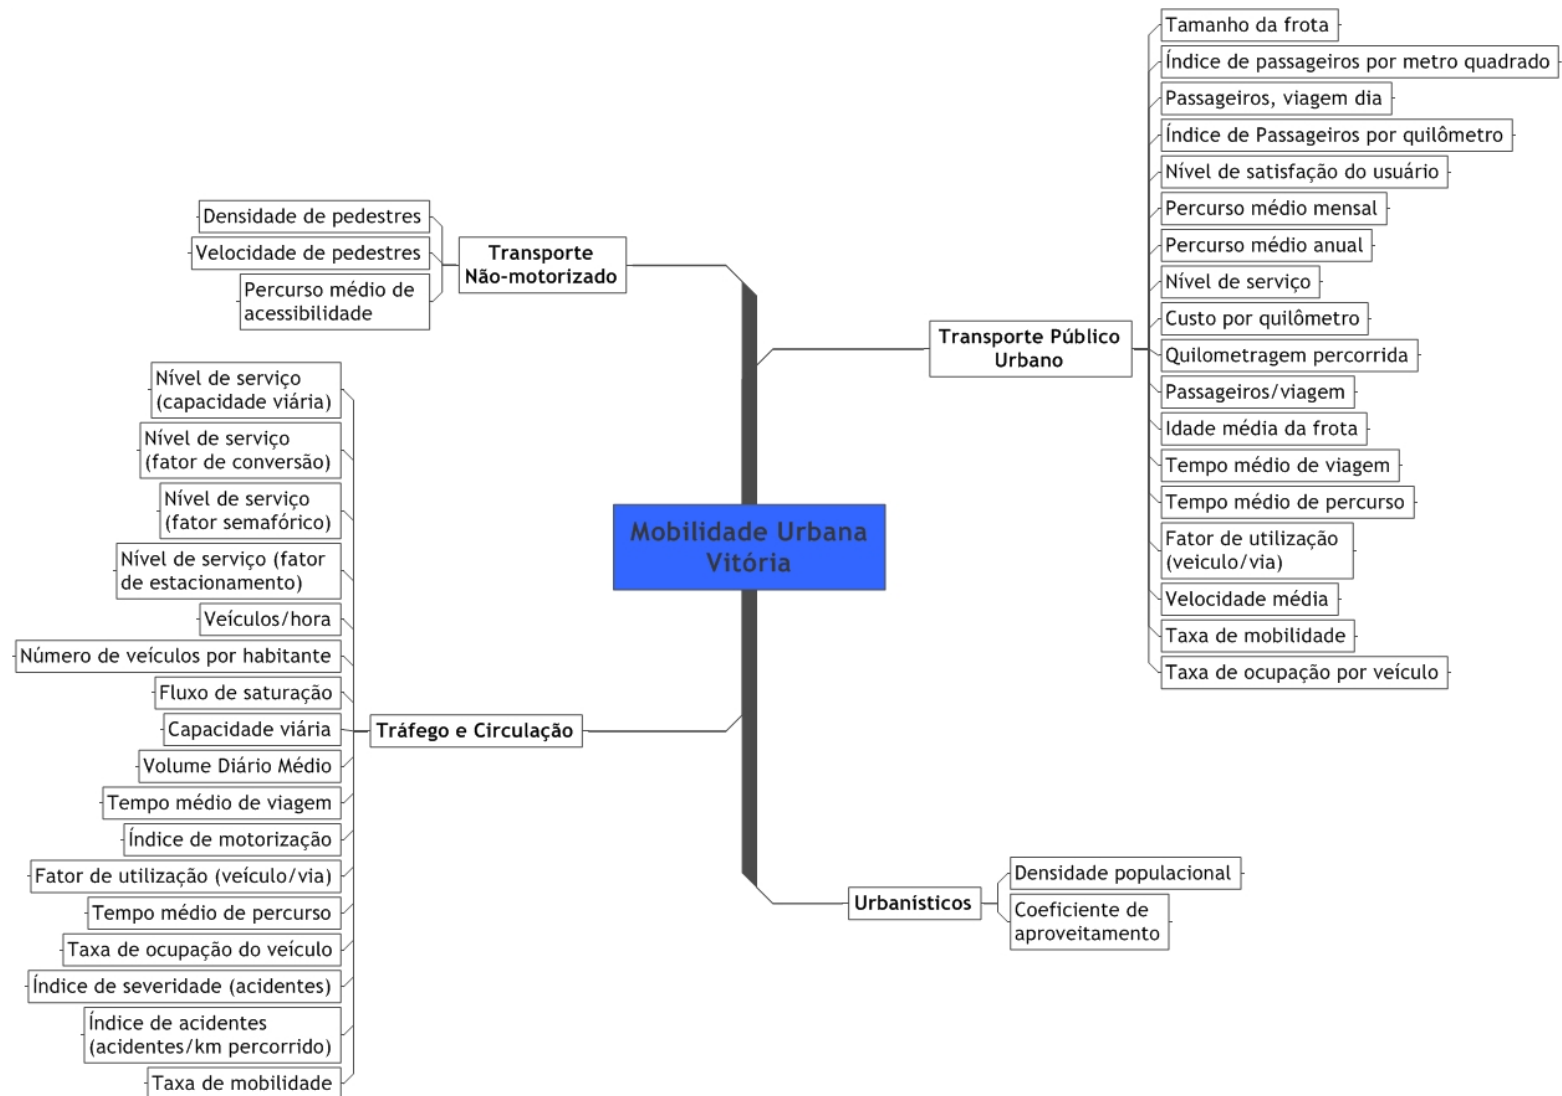 Mobilidade Urbana
Vitória
Transporte
Não-motorizado
Densidade de pedestres
Velocidade de pedestres
Percurso médio de
acessibilidade
Tráfego e Circulação
Nível de serviço
(capacidade viária)
Nível de serviço
(fator de conversão)
Nível de serviço
(fator semafórico)
Nível de serviço (fator
de estacionamento)
Veículos/hora
Número de veículos por habitante
Fluxo de saturação
Capacidade viária
Volume Diário Médio
Tempo médio de viagem
Índice de motorização
Fator de utilização (veículo/via)
Tempo médio de percurso
Taxa de ocupação do veículo
Índice de severidade (acidentes)
Índice de acidentes
(acidentes/km percorrido)
Taxa de mobilidade
Transporte Público
Urbano
Tamanho da frota
Índice de passageiros por metro quadrado
Passageiros, viagem dia
Índice de Passageiros por quilômetro
Nível de satisfação do usuário
Percurso médio mensal
Percurso médio anual
Nível de serviço
Custo por quilômetro
Quilometragem percorrida
Passageiros/viagem
Idade média da frota
Tempo médio de viagem
Tempo médio de percurso
Fator de utilização
(veiculo/via)
Velocidade média
Taxa de mobilidade
Taxa de ocupação por veículo
Urbanísticos
Densidade populacional
Coeficiente de
aproveitamento